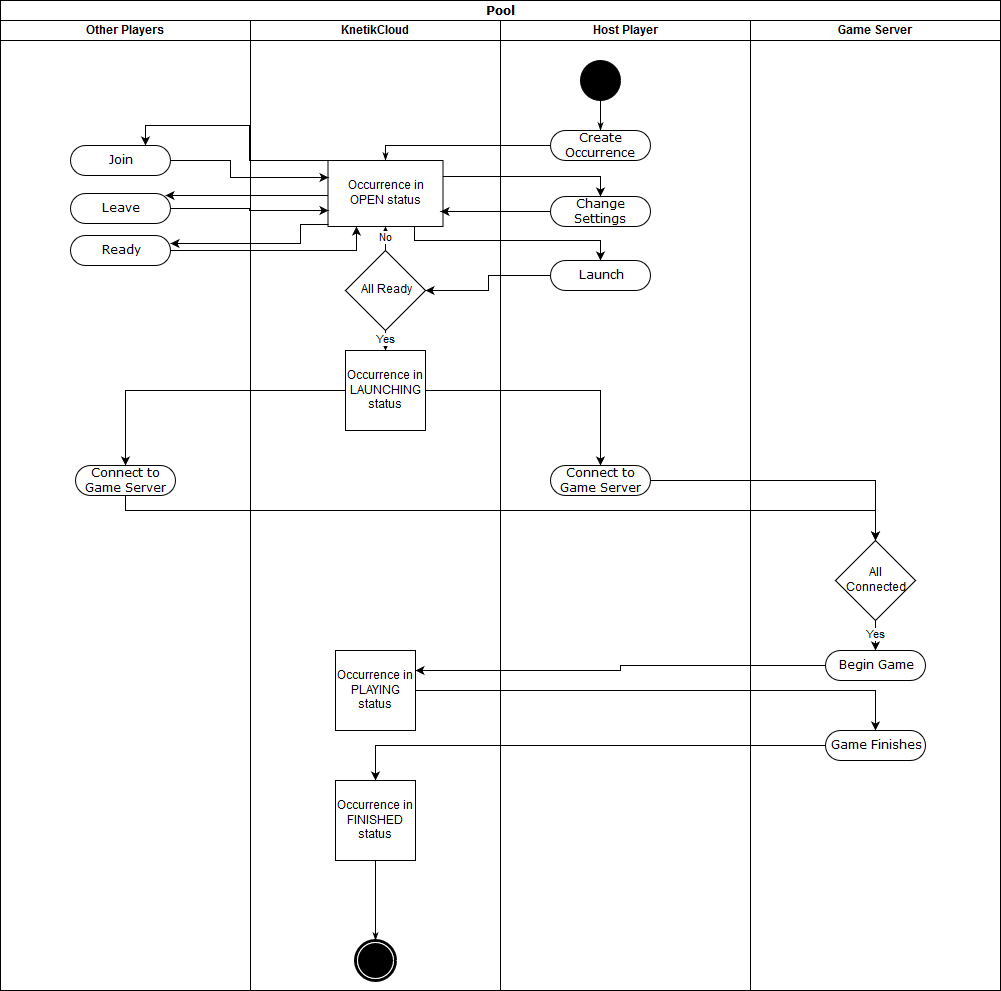 Pool
Other Players
KnetikCloud
Host Player
Game Server
Create
Occurrence
Join
Occurrence in
OPEN status
Leave
Change
Settings
Ready
No
Launch
All Ready
Yes
Occurrence in
LAUNCHING
status
Connect to
Game Server
Connect to
Game Server
All
Connected
Yes
Begin Game
Occurrence in
PLAYING
status
Game Finishes
Occurrence in
FINISHED
status